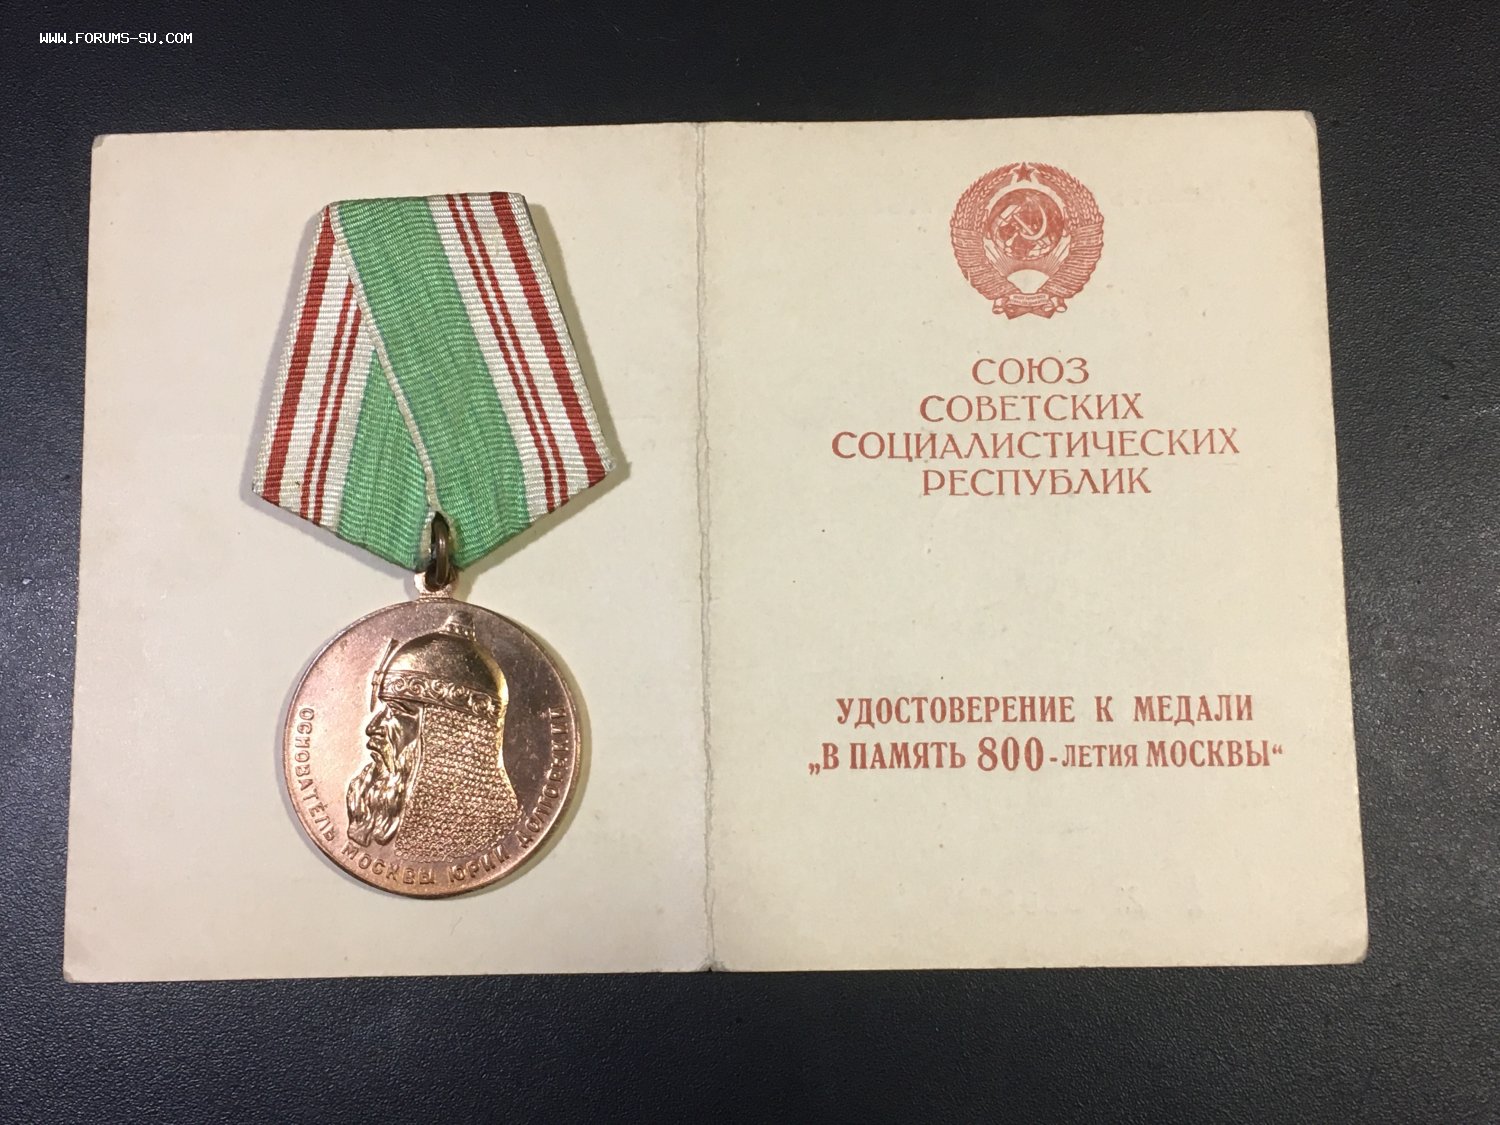 WWW.FORUMS-SU.COM
ОСНОВАТЕЛЬ МОСКВЫ ЮРИЙ ДОЛГОРУКИЙ
СОЮЗ
СОВЕТСКИХ
СОЦИАЛИСТИЧЕСКИХ
РЕСПУБЛИК
УДОСТОВЕРЕНИЕ К МЕДАЛИ
„В ПАМЯТЬ 800-ЛЕТИЯ МОСКВЫ“